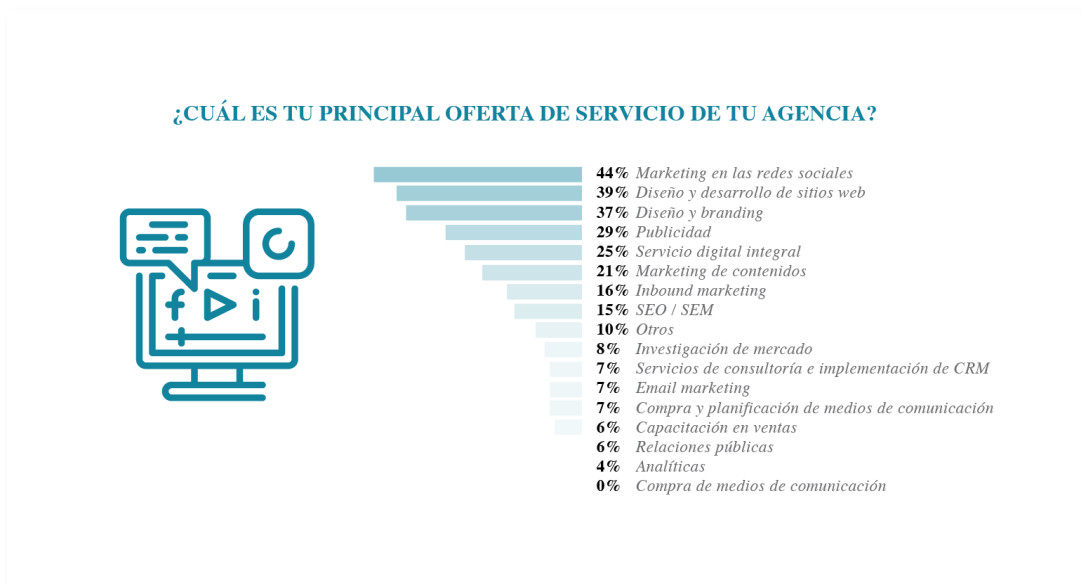 ¿CUÁL ES TU PRINCIPAL OFERTA DE SERVICIO DE TU AGENCIA?
44% Marketing en las redes sociales
39% Diseño y desarrollo de sitios web
37% Diseño y branding
29% Publicidad
25% Servicio digital integral
21% Marketing de contenidos
16% Inbound marketing
15% SEO / SEM
10% Otros
8% Investigación de mercado
7% Servicios de consultoría e implementación de CRM
7% Email marketing
7% Compra y planificación de medios de comunicación
6% Capacitación en ventas
6% Relaciones públicas
4% Analíticas
0% Compra de medios de comunicación